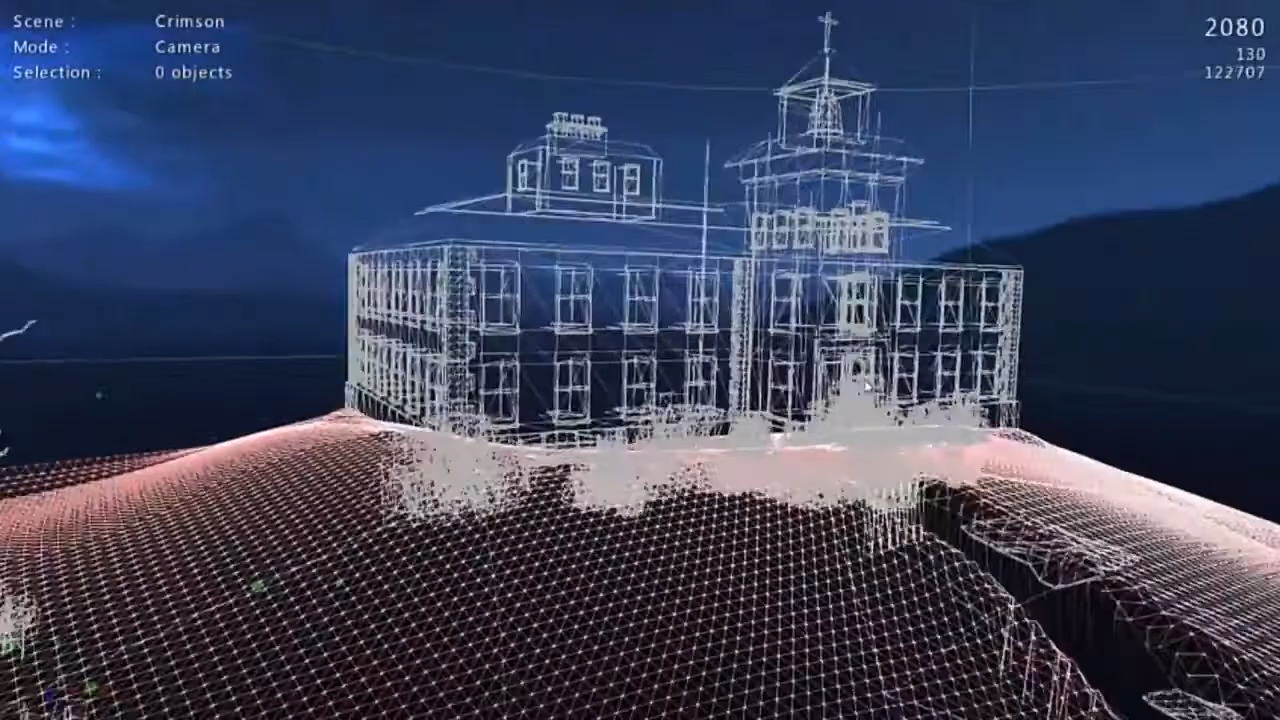 Scene : Crimson
Mode : Camera
Selection : 0 objects
2080
130
122707